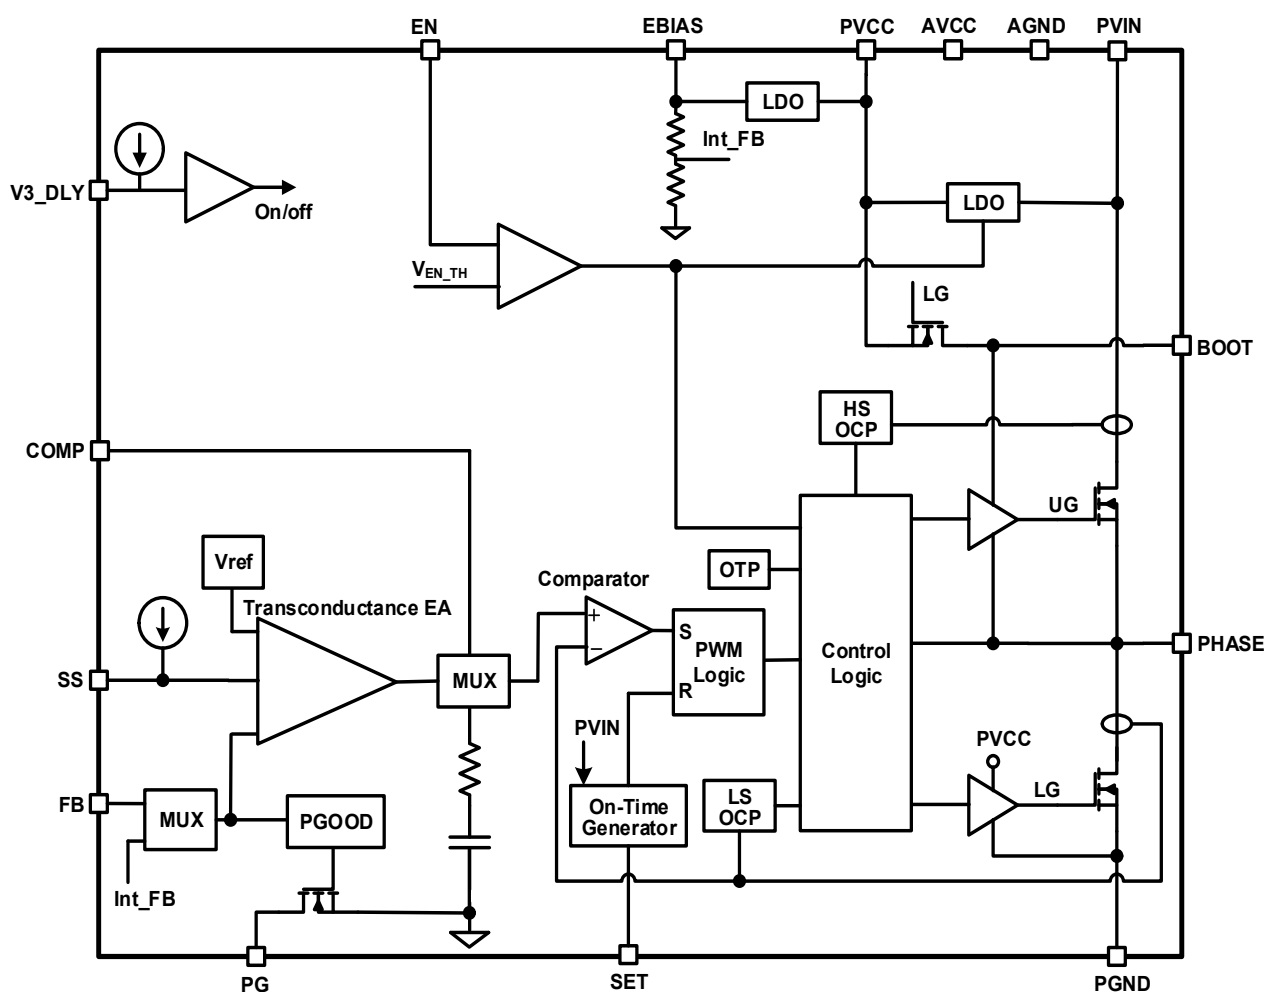 EN
EBIAS
PVCC
AVCC
AGND
PVIN
LDO
Int_FB
V3_DLY
On/off
LDO
VEN_TH
LG
BOOT
HS
OCP
COMP
UG
Vref
OTP
Comparator
Transconductance EA
+
−
S
PWM
Logic
R
Control
Logic
PHASE
SS
MUX
PVIN
PVCC
FB
MUX
PGOOD
On-Time
Generator
LS
OCP
LG
Int_FB
PG
SET
PGND